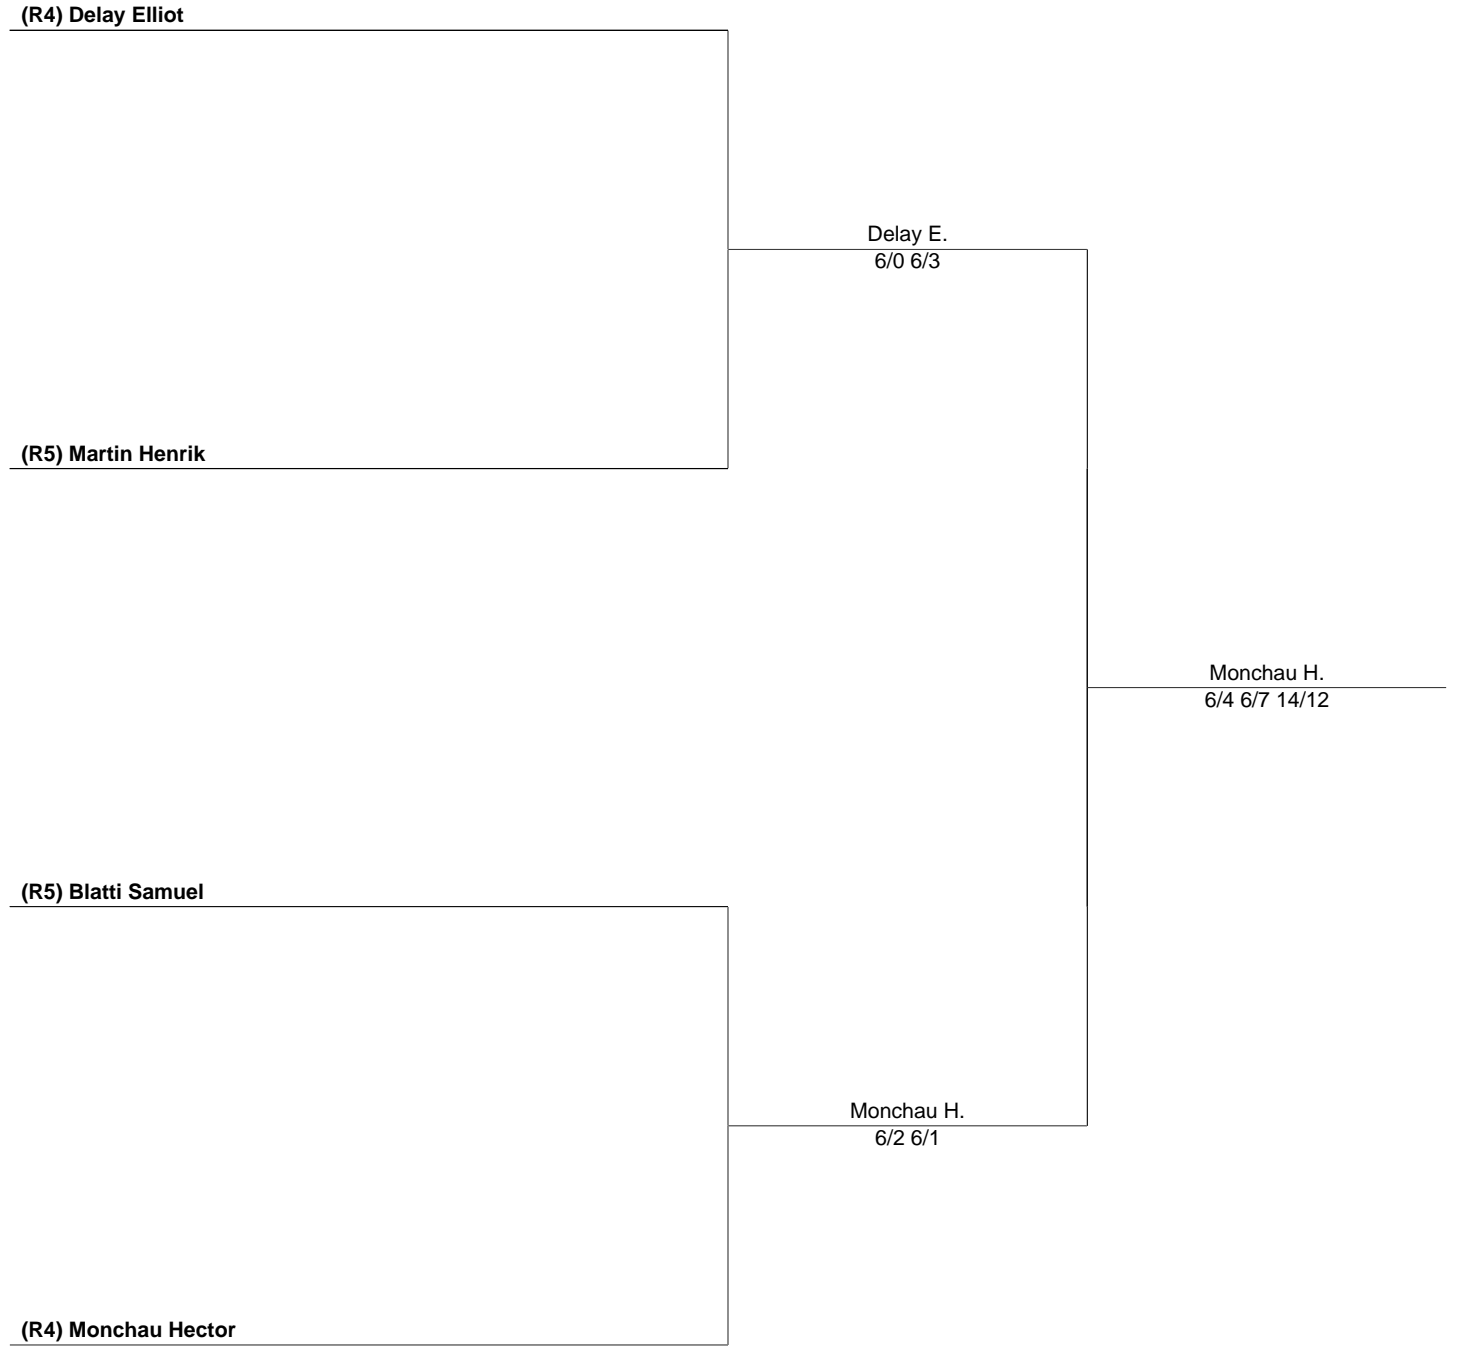 (R4) Delay Elliot
Delay E.
6/0 6/3
(R5) Martin Henrik
Monchau H.
6/4 6/7 14/12
(R5) Blatti Samuel
Monchau H.
6/2 6/1
(R4) Monchau Hector